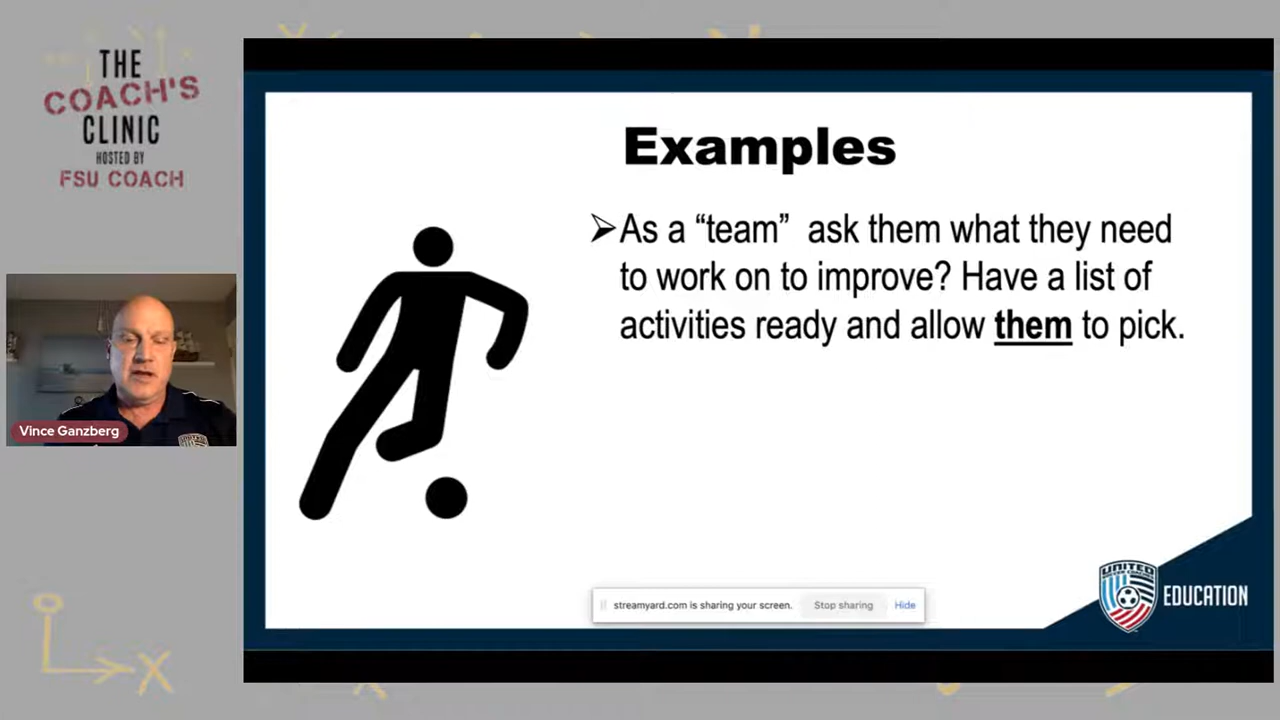 THE
COACH'S
CLINIC
HOSTED BY
FSU COACH
Vince Ganzberg
Examples
➢As a “team”  ask them what they need
to work on to improve? Have a list of
activities ready and allow them to pick.
streamyard.com is sharing your screen. Stop sharing Hide
UNITED
EDUCATION
X